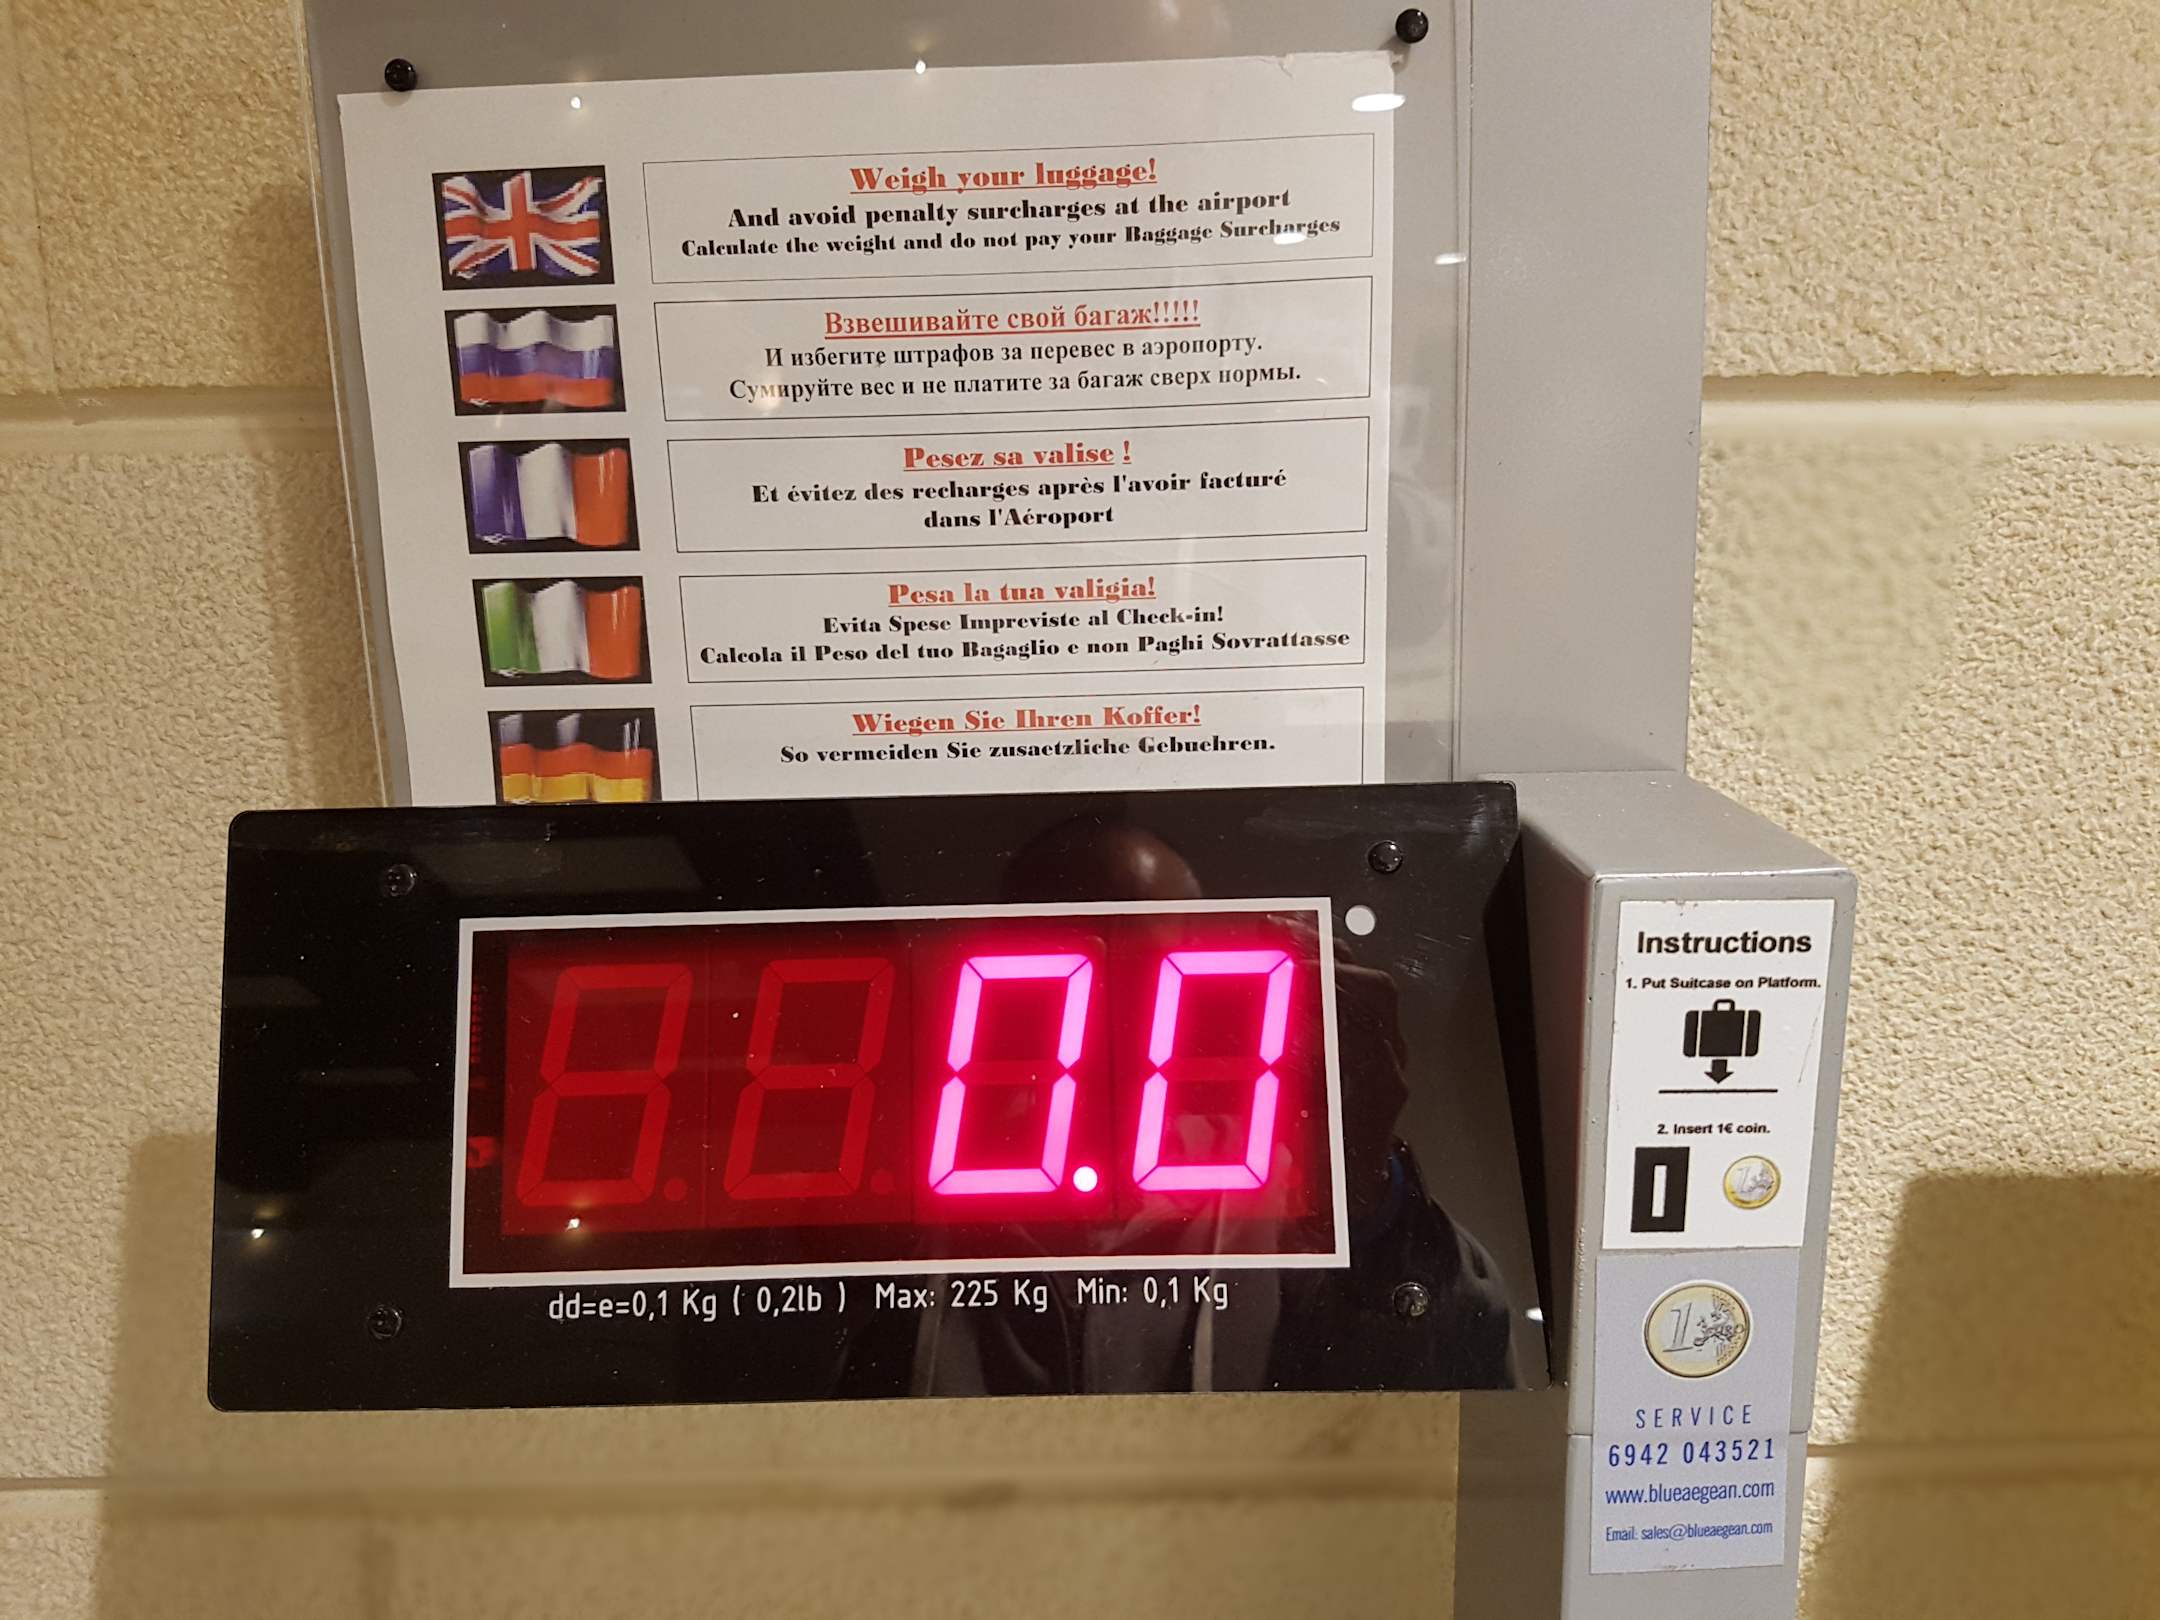 Weigh your luggage!
And avoid penalty surcharges at the airport
Calculate the weight and do not pay your Baggage Surcharges
Взвешивайте свой багаж!!!!!
И избегите штрафов за перевес в аэропорту.
Сумируйте вес и не платите за багаж сверх нормы.
Pesez sa valise !
Et évitez des recharges après l'avoir facturé
dans l'Aéroport
Pesa la tua valigia!
Evita Spese Impreviste al Check-in!
Calcola il Peso del tuo Bagaglio e non Paghi Sovrattasse
Wiegen Sie Ihren Koffer!
So vermeiden Sie zusaetzliche Gebuehren.
0.0
dd=e=0,1 Kg ( 0,2lb ) Max: 225 Kg Min: 0,1 Kg
Instructions
1. Put Suitcase on Platform.
2. Insert 1€ coin.
1 EURO
SERVICE
6942 043521
www.blueaegean.com
Email: sales@blueaegean.com